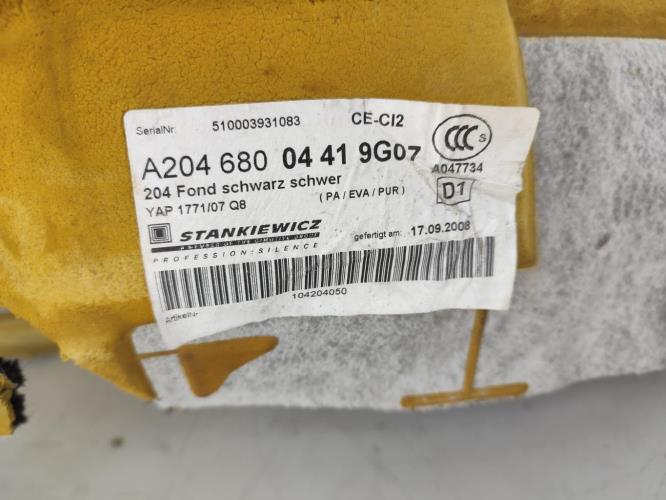 SerialNr: 510003931083 CE-CI2
CCC S
A204 680 04 41 9G07 A047734
204 Fond schwarz schwer D1
YAP 1771/07 Q8 ( PA / EVA / PUR )
STANKIEWICZ gefertigt am: 17.09.2008
PROFESSION: SILENCE
104204050
ArtikelNr